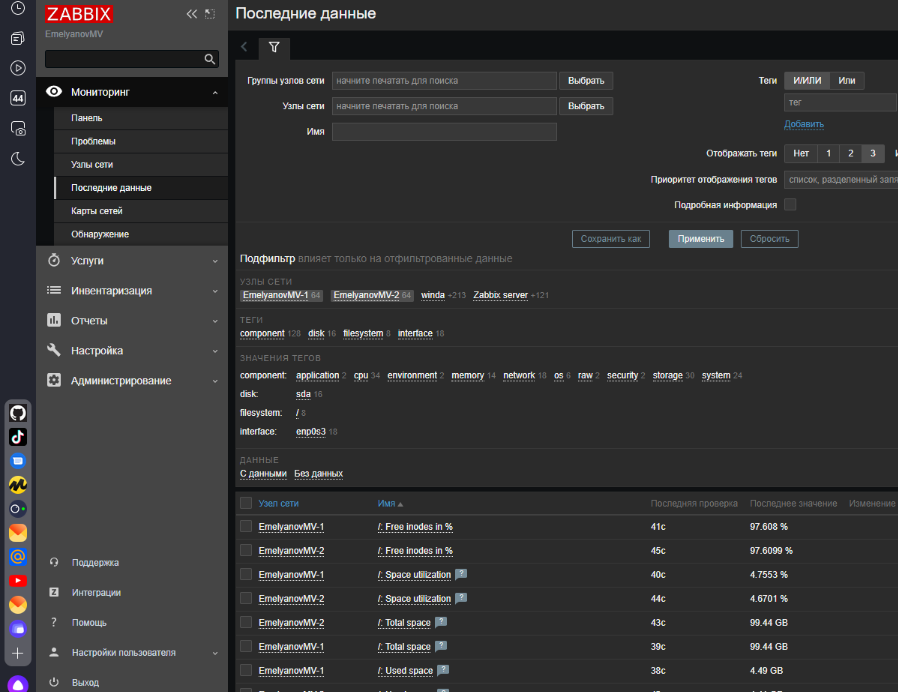 ZABBIX
EmelyanovMV
44
Мониторинг
Панель
Проблемы
Узлы сети
Последние данные
Карты сетей
Обнаружение
Услуги
Инвентаризация
Отчеты
Настройка
Администрирование
Поддержка
Интеграции
Помощь
Настройки пользователя
Выход
Последние данные
Группы узлов сети начните печатать для поиска Выбрать
Узлы сети начните печатать для поиска Выбрать
Имя
Теги И/ИЛИ Или
тег
Добавить
Отображать теги Нет 1 2 3
Приоритет отображения тегов список, разделенный запя
Подробная информация
Сохранить как Применить Сбросить
Подфильтр влияет только на отфильтрованные данные
УЗЛЫ СЕТИ
EmelyanovMV-1 64 EmelyanovMV-2 64 winda +213 Zabbix server +121
ТЕГИ
component 128 disk 16 filesystem 8 interface 18
ЗНАЧЕНИЯ ТЕГОВ
component: application 2 cpu 34 environment 2 memory 14 network 18 os 6 raw 2 security 2 storage 30 system 24
disk: sda 16
filesystem: / 8
interface: enp0s3 18
ДАННЫЕ
С данными Без данных
Узел сети Имя Последняя проверка Последнее значение Изменение
EmelyanovMV-1 /: Free inodes in % 41с 97.608 %
EmelyanovMV-2 /: Free inodes in % 45с 97.6099 %
EmelyanovMV-1 /: Space utilization ? 40с 4.7553 %
EmelyanovMV-2 /: Space utilization ? 44с 4.6701 %
EmelyanovMV-2 /: Total space ? 43с 99.44 GB
EmelyanovMV-1 /: Total space ? 39с 99.44 GB
EmelyanovMV-1 /: Used space ? 38с 4.49 GB